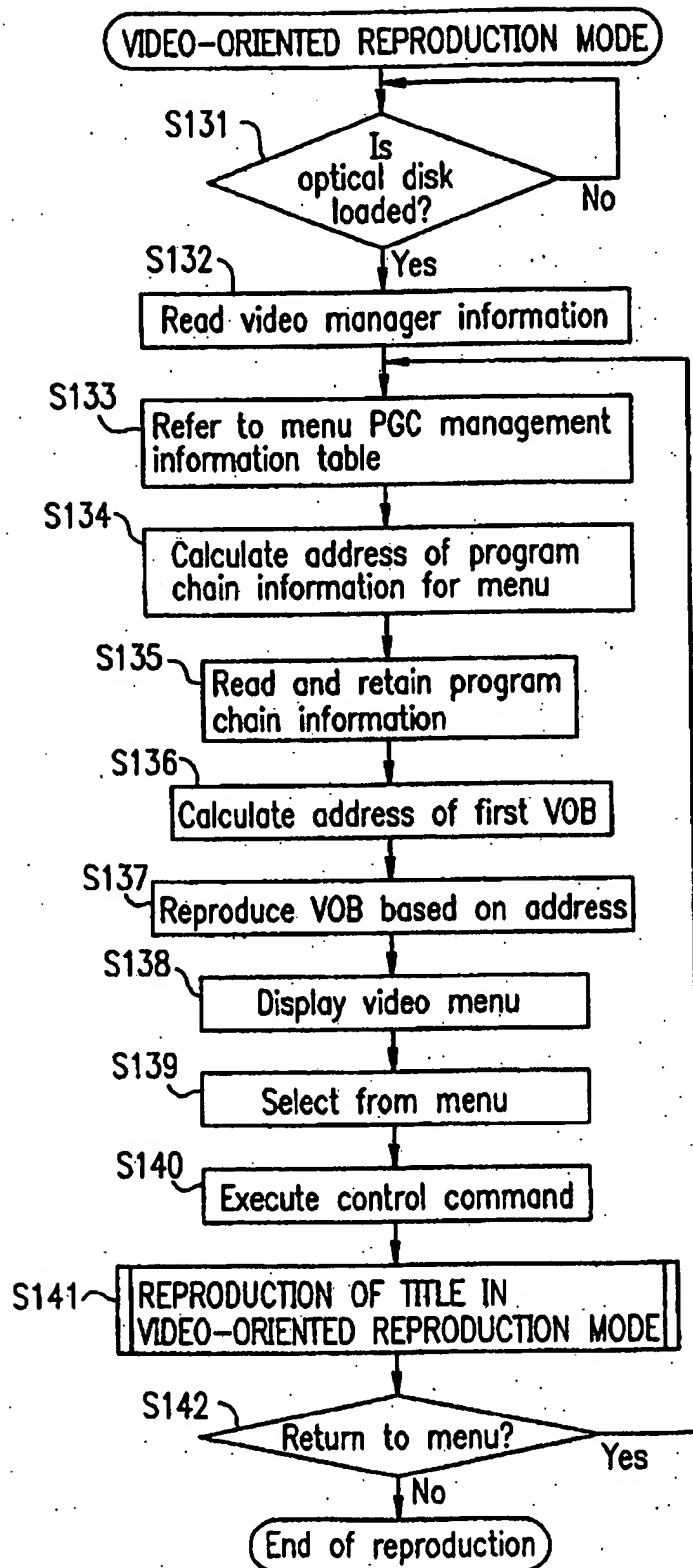 VIDEO-ORIENTED REPRODUCTION MODE
S131
Is
optical disk
loaded?
No
Yes
S132
Read video manager information
S133
Refer to menu PGC management
information table
S134
Calculate address of program
chain information for menu
S135
Read and retain program
chain information
S136
Calculate address of first VOB
S137
Reproduce VOB based on address
S138
Display video menu
S139
Select from menu
S140
Execute control command
S141
REPRODUCTION OF TITLE IN
VIDEO-ORIENTED REPRODUCTION MODE
S142
Return to menu?
Yes
No
End of reproduction